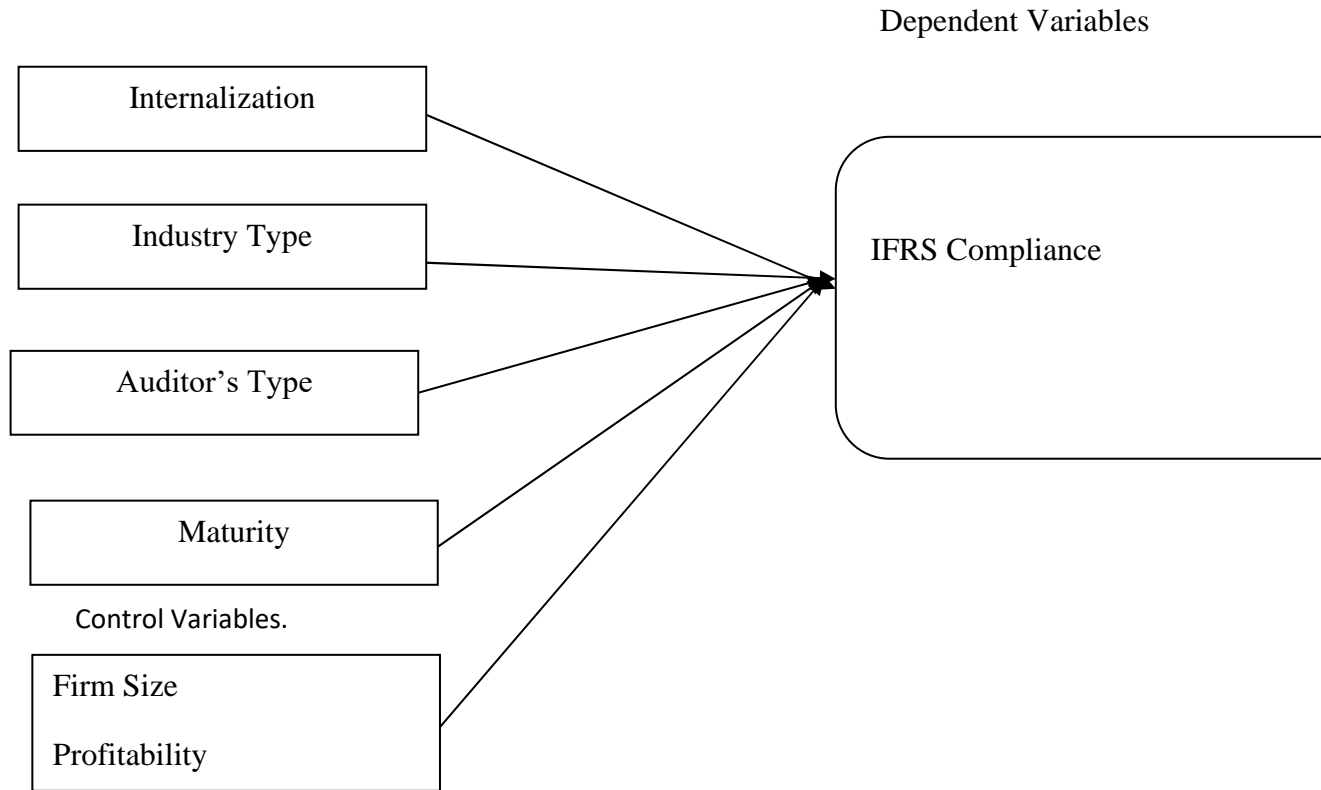 Dependent Variables
Internalization
Industry Type
IFRS Compliance
Auditor’s Type
Maturity
Control Variables.
Firm Size
Profitability